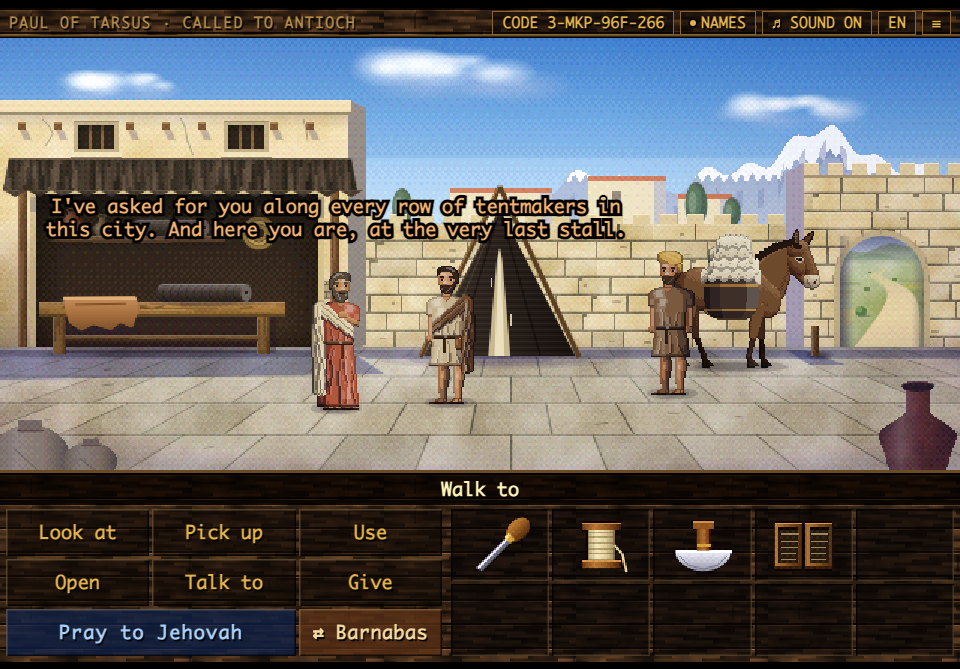 PAUL OF TARSUS · CALLED TO ANTIOCH
CODE 3-MKP-96F-266
• NAMES
♬ SOUND ON
EN
≡
I've asked for you along every row of tentmakers in
this city. And here you are, at the very last stall.
Walk to
Look at
Pick up
Use
Open
Talk to
Give
Pray to Jehovah
⇄ Barnabas